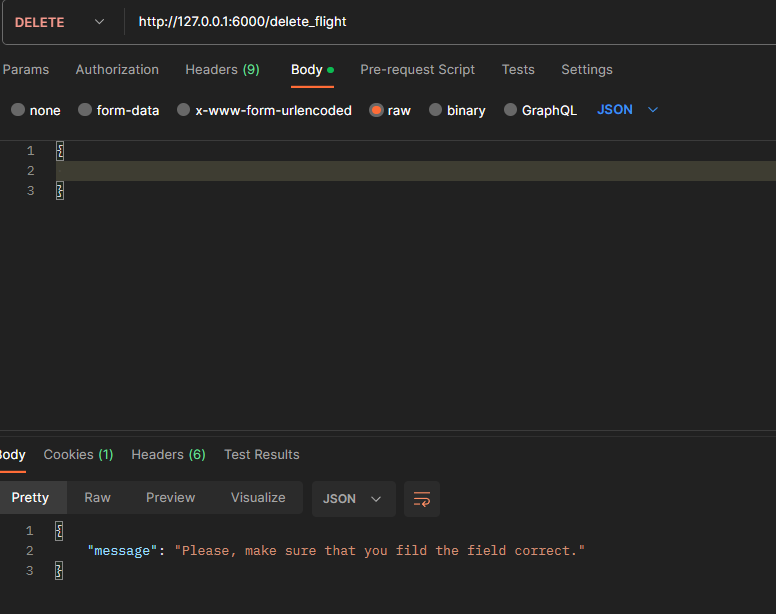 DELETE http://127.0.0.1:6000/delete_flight
Params Authorization Headers (9) Body Pre-request Script Tests Settings
none form-data x-www-form-urlencoded raw binary GraphQL JSON
1 {
2
3 }
Body Cookies (1) Headers (6) Test Results
Pretty Raw Preview Visualize JSON
1 {
2 "message": "Please, make sure that you fild the field correct."
3 }